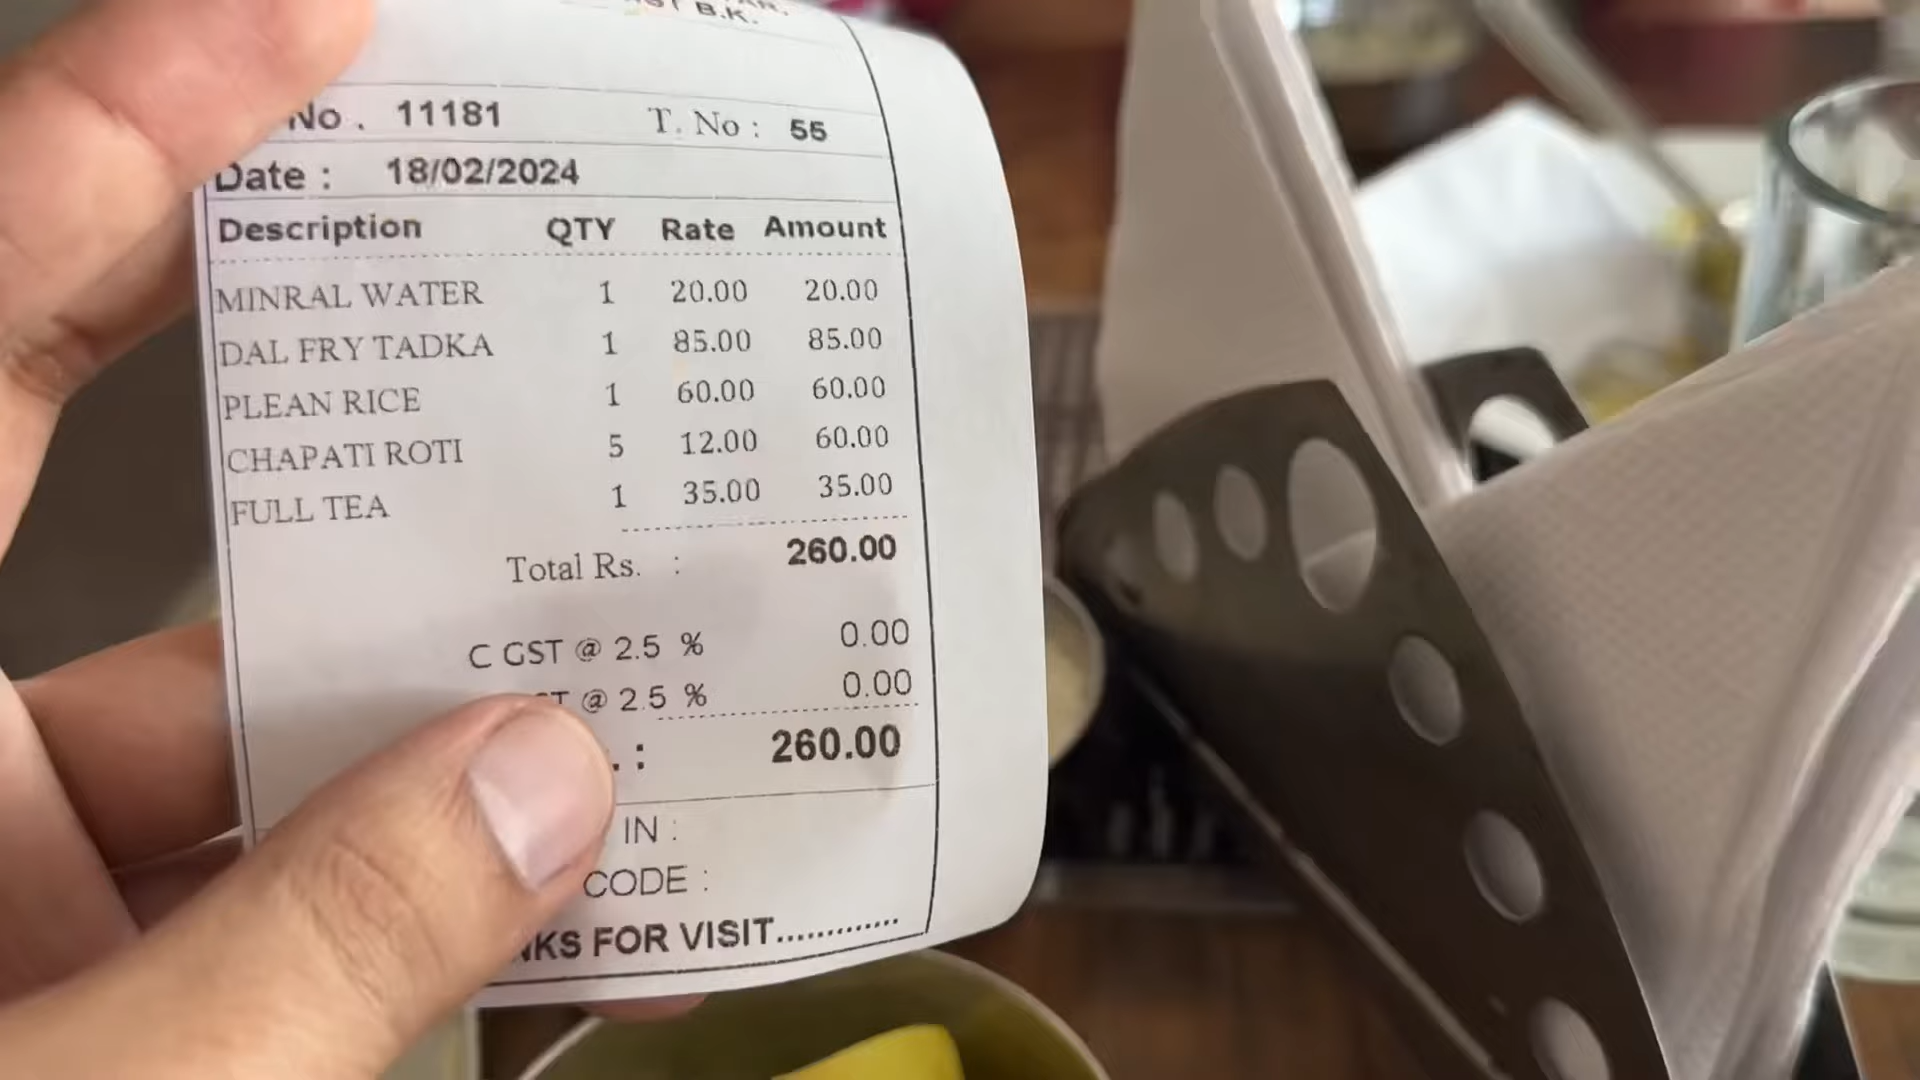 B.K.
No. 11181 T. No : 55
Date : 18/02/2024
Description QTY Rate Amount
MINRAL WATER 1 20.00 20.00
DAL FRY TADKA 1 85.00 85.00
PLEAN RICE 1 60.00 60.00
CHAPATI ROTI 5 12.00 60.00
FULL TEA 1 35.00 35.00
Total Rs. : 260.00
C GST @ 2.5 % 0.00
@ 2.5 % 0.00
. : 260.00
IN :
CODE :
NKS FOR VISIT............